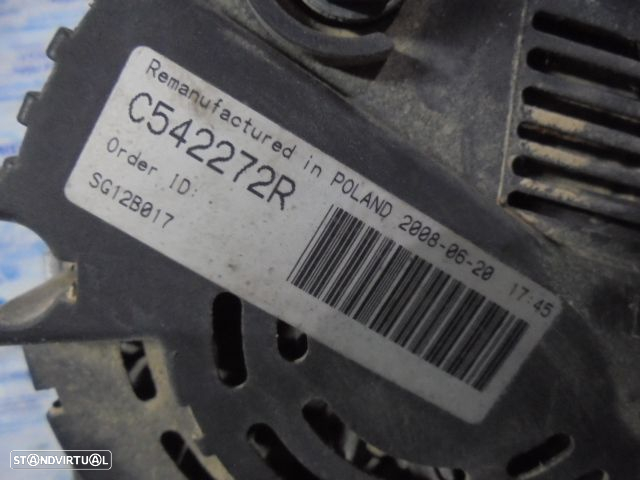 Remanufactured in POLAND 2008-06-20 17:45
C542272R
Order ID:
SG12B017
STANDVIRTUAL